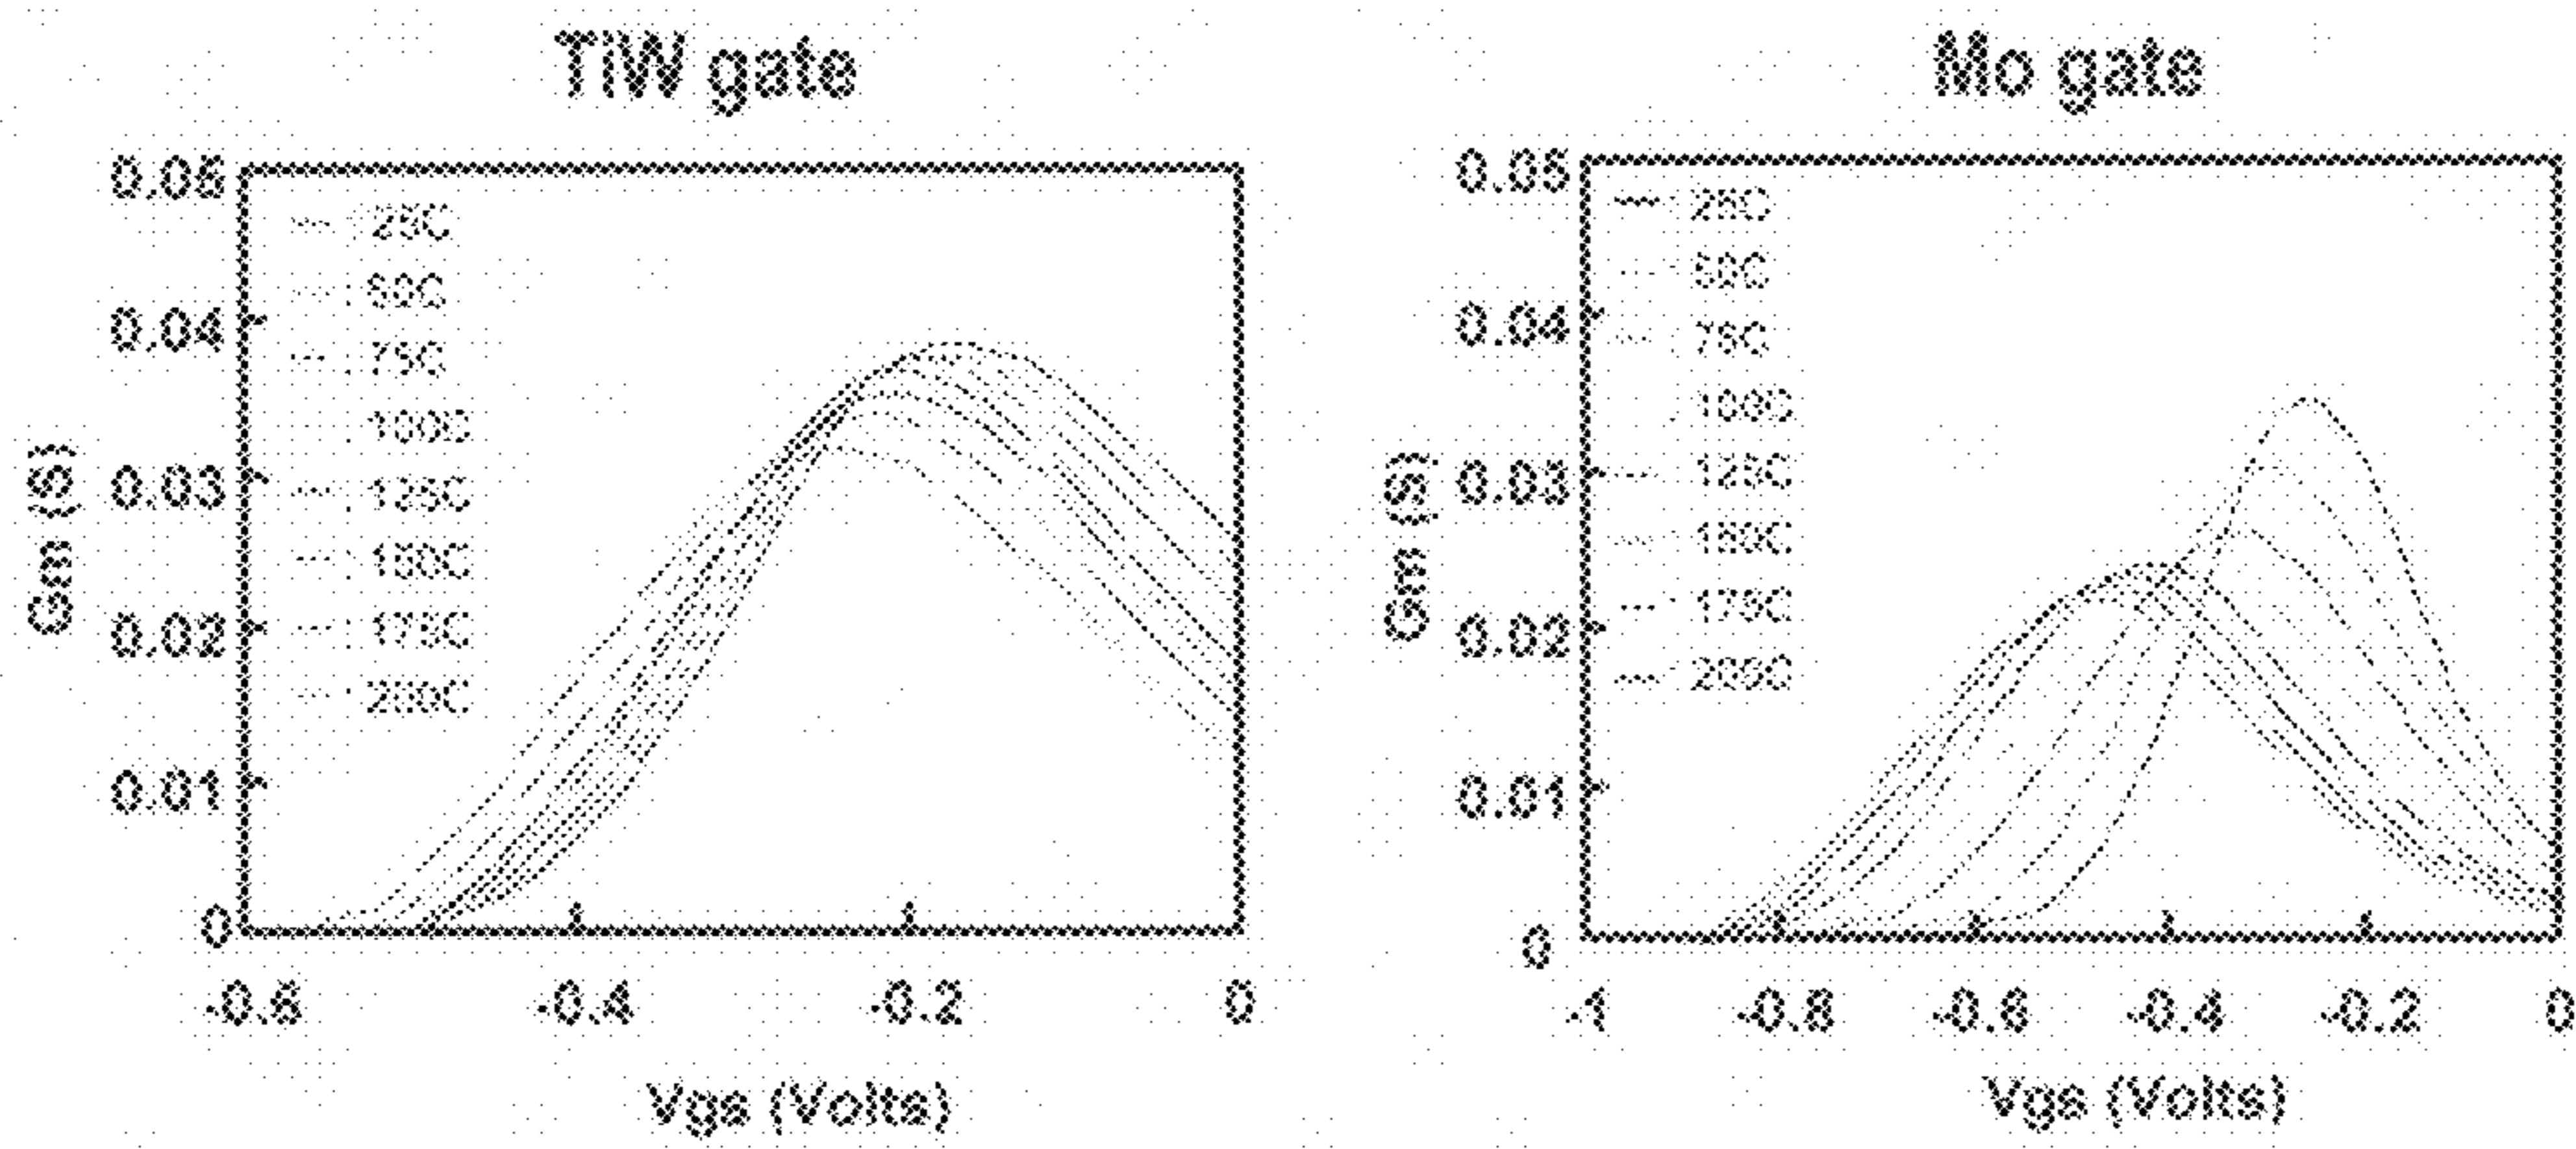 TiW gate
0.05
0.04
0.03
0.02
0.01
0
Gm (S)
25C
50C
75C
100C
125C
150C
175C
200C
-0.6
-0.4
-0.2
0
Vgs (Volts)
Mo gate
0.05
0.04
0.03
0.02
0.01
0
Gm (S)
25C
50C
75C
100C
125C
150C
175C
200C
-1
-0.8
-0.6
-0.4
-0.2
0
Vgs (Volts)